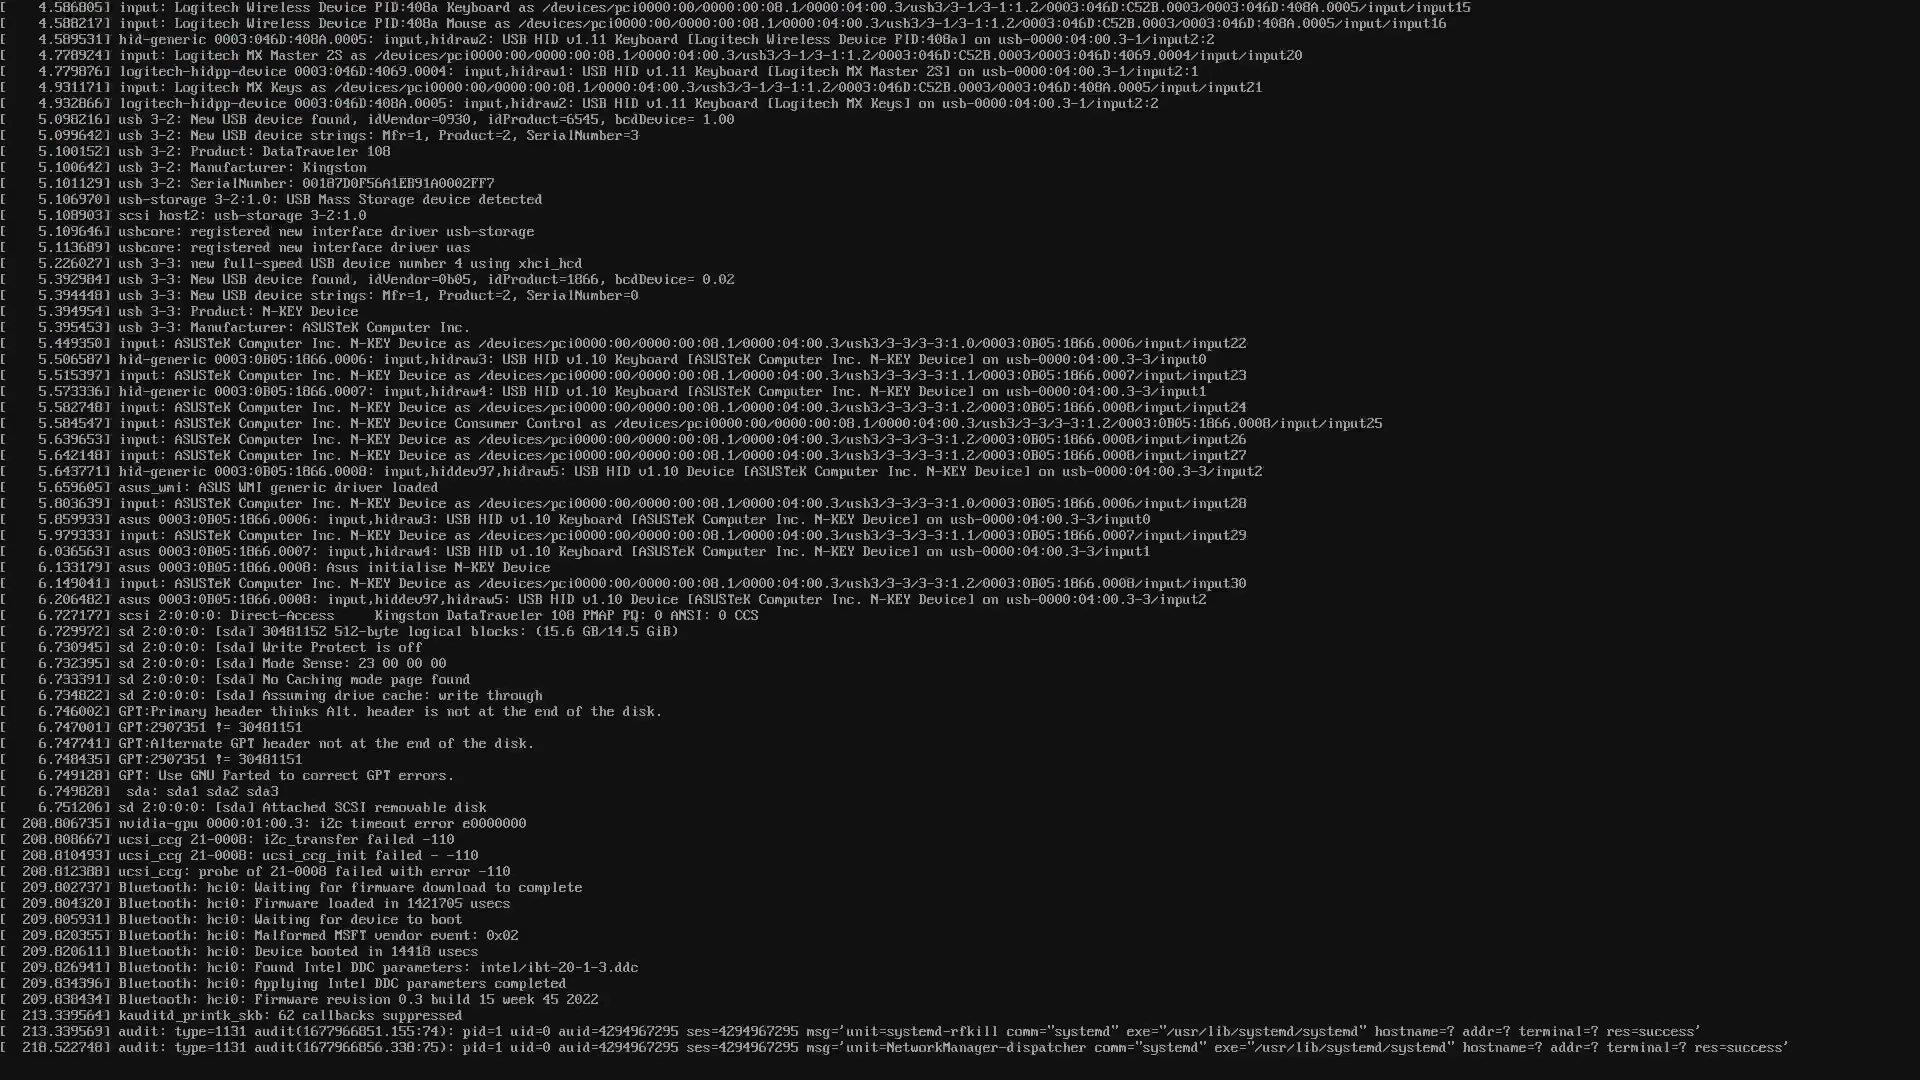 [    4.586805] input: Logitech Wireless Device PID:408a Keyboard as /devices/pci0000:00/0000:00:08.1/0000:04:00.3/usb3/3-1/3-1:1.2/0003:046D:C52B.0003/0003:046D:408A.0005/input/input15
[    4.588217] input: Logitech Wireless Device PID:408a Mouse as /devices/pci0000:00/0000:00:08.1/0000:04:00.3/usb3/3-1/3-1:1.2/0003:046D:C52B.0003/0003:046D:408A.0005/input/input16
[    4.589531] hid-generic 0003:046D:408A.0005: input,hidraw2: USB HID v1.11 Keyboard [Logitech Wireless Device PID:408a] on usb-0000:04:00.3-1/input2:2
[    4.778924] input: Logitech MX Master 2S as /devices/pci0000:00/0000:00:08.1/0000:04:00.3/usb3/3-1/3-1:1.2/0003:046D:C52B.0003/0003:046D:4069.0004/input/input20
[    4.779876] logitech-hidpp-device 0003:046D:4069.0004: input,hidraw1: USB HID v1.11 Keyboard [Logitech MX Master 2S] on usb-0000:04:00.3-1/input2:1
[    4.931171] input: Logitech MX Keys as /devices/pci0000:00/0000:00:08.1/0000:04:00.3/usb3/3-1/3-1:1.2/0003:046D:C52B.0003/0003:046D:408A.0005/input/input21
[    4.932866] logitech-hidpp-device 0003:046D:408A.0005: input,hidraw2: USB HID v1.11 Keyboard [Logitech MX Keys] on usb-0000:04:00.3-1/input2:2
[    5.098216] usb 3-2: New USB device found, idVendor=0930, idProduct=6545, bcdDevice= 1.00
[    5.099642] usb 3-2: New USB device strings: Mfr=1, Product=2, SerialNumber=3
[    5.100152] usb 3-2: Product: DataTraveler 108
[    5.100642] usb 3-2: Manufacturer: Kingston
[    5.101129] usb 3-2: SerialNumber: 00187D0F56A1EB91A0002FF7
[    5.106970] usb-storage 3-2:1.0: USB Mass Storage device detected
[    5.108903] scsi host2: usb-storage 3-2:1.0
[    5.109646] usbcore: registered new interface driver usb-storage
[    5.113689] usbcore: registered new interface driver uas
[    5.226027] usb 3-3: new full-speed USB device number 4 using xhci_hcd
[    5.392984] usb 3-3: New USB device found, idVendor=0b05, idProduct=1866, bcdDevice= 0.02
[    5.394448] usb 3-3: New USB device strings: Mfr=1, Product=2, SerialNumber=0
[    5.394954] usb 3-3: Product: N-KEY Device
[    5.395453] usb 3-3: Manufacturer: ASUSTeK Computer Inc.
[    5.449350] input: ASUSTeK Computer Inc. N-KEY Device as /devices/pci0000:00/0000:00:08.1/0000:04:00.3/usb3/3-3/3-3:1.0/0003:0B05:1866.0006/input/input22
[    5.506587] hid-generic 0003:0B05:1866.0006: input,hidraw3: USB HID v1.10 Keyboard [ASUSTeK Computer Inc. N-KEY Device] on usb-0000:04:00.3-3/input0
[    5.515397] input: ASUSTeK Computer Inc. N-KEY Device as /devices/pci0000:00/0000:00:08.1/0000:04:00.3/usb3/3-3/3-3:1.1/0003:0B05:1866.0007/input/input23
[    5.573336] hid-generic 0003:0B05:1866.0007: input,hidraw4: USB HID v1.10 Keyboard [ASUSTeK Computer Inc. N-KEY Device] on usb-0000:04:00.3-3/input1
[    5.582748] input: ASUSTeK Computer Inc. N-KEY Device as /devices/pci0000:00/0000:00:08.1/0000:04:00.3/usb3/3-3/3-3:1.2/0003:0B05:1866.0008/input/input24
[    5.584547] input: ASUSTeK Computer Inc. N-KEY Device Consumer Control as /devices/pci0000:00/0000:00:08.1/0000:04:00.3/usb3/3-3/3-3:1.2/0003:0B05:1866.0008/input/input25
[    5.639653] input: ASUSTeK Computer Inc. N-KEY Device as /devices/pci0000:00/0000:00:08.1/0000:04:00.3/usb3/3-3/3-3:1.2/0003:0B05:1866.0008/input/input26
[    5.642148] input: ASUSTeK Computer Inc. N-KEY Device as /devices/pci0000:00/0000:00:08.1/0000:04:00.3/usb3/3-3/3-3:1.2/0003:0B05:1866.0008/input/input27
[    5.643771] hid-generic 0003:0B05:1866.0008: input,hiddev97,hidraw5: USB HID v1.10 Device [ASUSTeK Computer Inc. N-KEY Device] on usb-0000:04:00.3-3/input2
[    5.659605] asus_wmi: ASUS WMI generic driver loaded
[    5.803639] input: ASUSTeK Computer Inc. N-KEY Device as /devices/pci0000:00/0000:00:08.1/0000:04:00.3/usb3/3-3/3-3:1.0/0003:0B05:1866.0006/input/input28
[    5.859933] asus 0003:0B05:1866.0006: input,hidraw3: USB HID v1.10 Keyboard [ASUSTeK Computer Inc. N-KEY Device] on usb-0000:04:00.3-3/input0
[    5.979333] input: ASUSTeK Computer Inc. N-KEY Device as /devices/pci0000:00/0000:00:08.1/0000:04:00.3/usb3/3-3/3-3:1.1/0003:0B05:1866.0007/input/input29
[    6.036563] asus 0003:0B05:1866.0007: input,hidraw4: USB HID v1.10 Keyboard [ASUSTeK Computer Inc. N-KEY Device] on usb-0000:04:00.3-3/input1
[    6.133179] asus 0003:0B05:1866.0008: Asus initialise N-KEY Device
[    6.149041] input: ASUSTeK Computer Inc. N-KEY Device as /devices/pci0000:00/0000:00:08.1/0000:04:00.3/usb3/3-3/3-3:1.2/0003:0B05:1866.0008/input/input30
[    6.206482] asus 0003:0B05:1866.0008: input,hiddev97,hidraw5: USB HID v1.10 Device [ASUSTeK Computer Inc. N-KEY Device] on usb-0000:04:00.3-3/input2
[    6.727177] scsi 2:0:0:0: Direct-Access     Kingston DataTraveler 108 PMAP PQ: 0 ANSI: 0 CCS
[    6.729972] sd 2:0:0:0: [sda] 30481152 512-byte logical blocks: (15.6 GB/14.5 GiB)
[    6.730945] sd 2:0:0:0: [sda] Write Protect is off
[    6.732395] sd 2:0:0:0: [sda] Mode Sense: 23 00 00 00
[    6.733391] sd 2:0:0:0: [sda] No Caching mode page found
[    6.734822] sd 2:0:0:0: [sda] Assuming drive cache: write through
[    6.746002] GPT:Primary header thinks Alt. header is not at the end of the disk.
[    6.747001] GPT:2907351 != 30481151
[    6.747741] GPT:Alternate GPT header not at the end of the disk.
[    6.748435] GPT:2907351 != 30481151
[    6.749128] GPT: Use GNU Parted to correct GPT errors.
[    6.749828]  sda: sda1 sda2 sda3
[    6.751206] sd 2:0:0:0: [sda] Attached SCSI removable disk
[  208.806735] nvidia-gpu 0000:01:00.3: i2c timeout error e0000000
[  208.808667] ucsi_ccg 21-0008: i2c_transfer failed -110
[  208.810493] ucsi_ccg 21-0008: ucsi_ccg_init failed - -110
[  208.812388] ucsi_ccg: probe of 21-0008 failed with error -110
[  209.802737] Bluetooth: hci0: Waiting for firmware download to complete
[  209.804320] Bluetooth: hci0: Firmware loaded in 1421705 usecs
[  209.805931] Bluetooth: hci0: Waiting for device to boot
[  209.820355] Bluetooth: hci0: Malformed MSFT vendor event: 0x02
[  209.820611] Bluetooth: hci0: Device booted in 14418 usecs
[  209.826941] Bluetooth: hci0: Found Intel DDC parameters: intel/ibt-20-1-3.ddc
[  209.834396] Bluetooth: hci0: Applying Intel DDC parameters completed
[  209.838434] Bluetooth: hci0: Firmware revision 0.3 build 15 week 45 2022
[  213.339564] kauditd_printk_skb: 62 callbacks suppressed
[  213.339569] audit: type=1131 audit(1677966851.155:74): pid=1 uid=0 auid=4294967295 ses=4294967295 msg='unit=systemd-rfkill comm="systemd" exe="/usr/lib/systemd/systemd" hostname=? addr=? terminal=? res=success'
[  218.522748] audit: type=1131 audit(1677966856.338:75): pid=1 uid=0 auid=4294967295 ses=4294967295 msg='unit=NetworkManager-dispatcher comm="systemd" exe="/usr/lib/systemd/systemd" hostname=? addr=? terminal=? res=success'